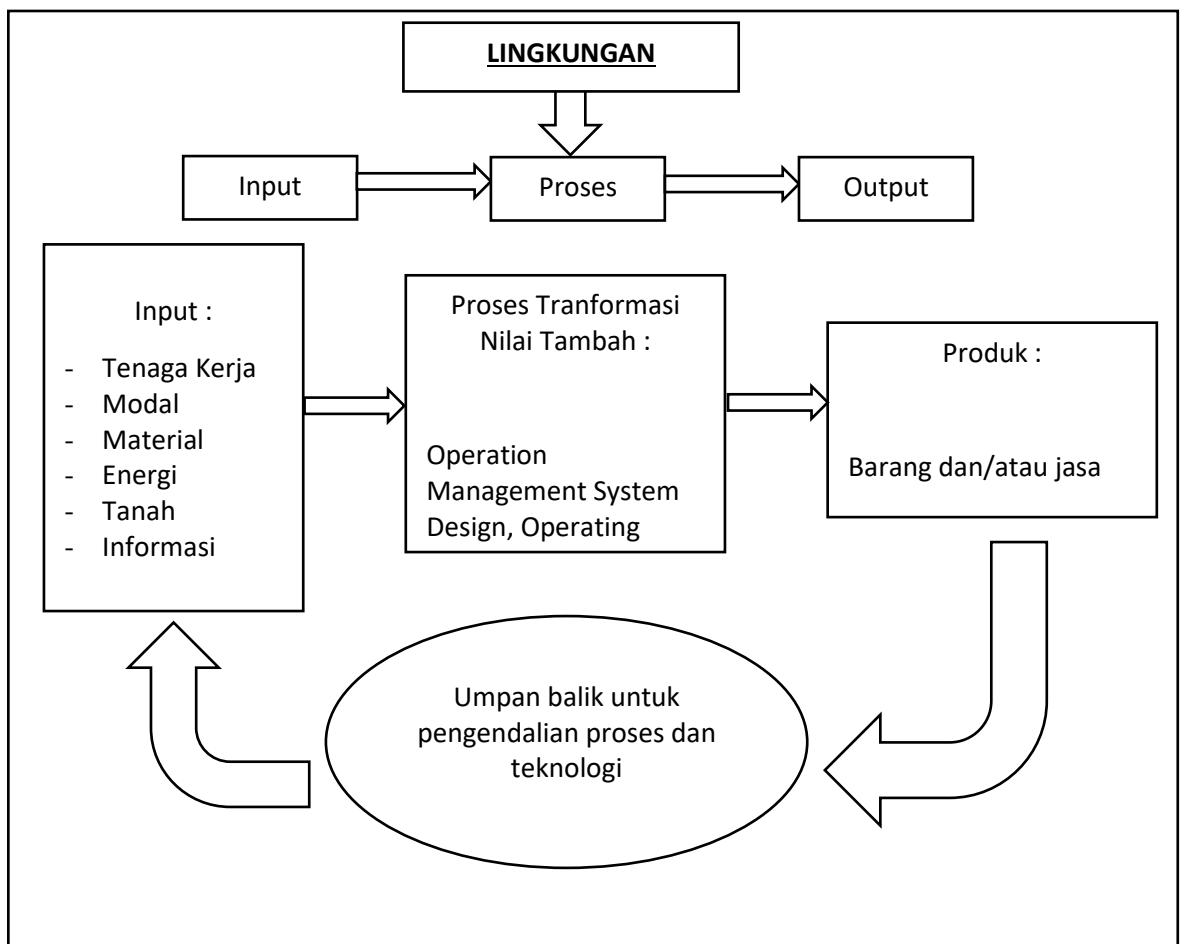 LINGKUNGAN
Input
Proses
Output
Input :
- Tenaga Kerja
- Modal
- Material
- Energi
- Tanah
- Informasi
Proses Tranformasi
Nilai Tambah :
Operation
Management System
Design, Operating
Produk :
Barang dan/atau jasa
Umpan balik untuk
pengendalian proses dan
teknologi